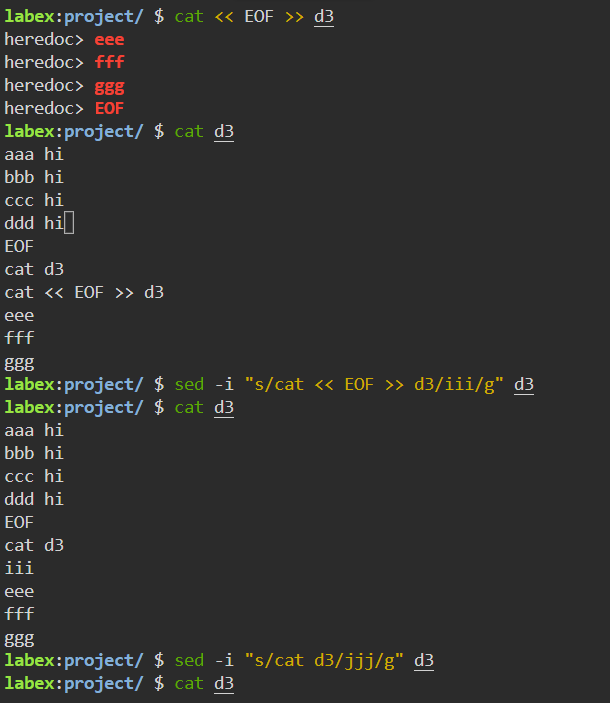 labex:project/ $ cat << EOF >> d3
heredoc> eee
heredoc> fff
heredoc> ggg
heredoc> EOF
labex:project/ $ cat d3
aaa hi
bbb hi
ccc hi
ddd hi
EOF
cat d3
cat << EOF >> d3
eee
fff
ggg
labex:project/ $ sed -i "s/cat << EOF >> d3/iii/g" d3
labex:project/ $ cat d3
aaa hi
bbb hi
ccc hi
ddd hi
EOF
cat d3
iii
eee
fff
ggg
labex:project/ $ sed -i "s/cat d3/jjj/g" d3
labex:project/ $ cat d3